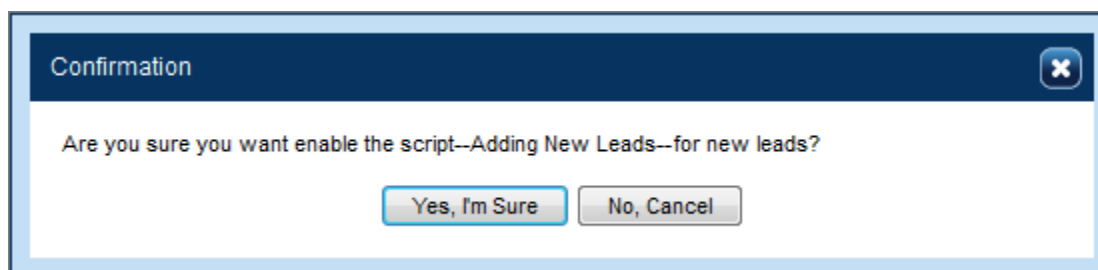 Confirmation
Are you sure you want enable the script--Adding New Leads--for new leads?
Yes, I'm Sure No, Cancel